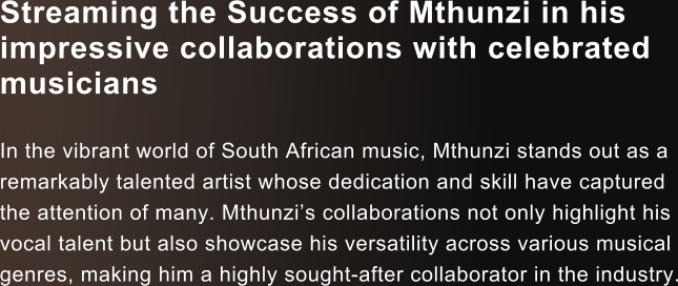 Streaming the Success of Mthunzi in his
impressive collaborations with celebrated
musicians
In the vibrant world of South African music, Mthunzi stands out as a
remarkably talented artist whose dedication and skill have captured
the attention of many. Mthunzi’s collaborations not only highlight his
vocal talent but also showcase his versatility across various musical
genres, making him a highly sought-after collaborator in the industry.